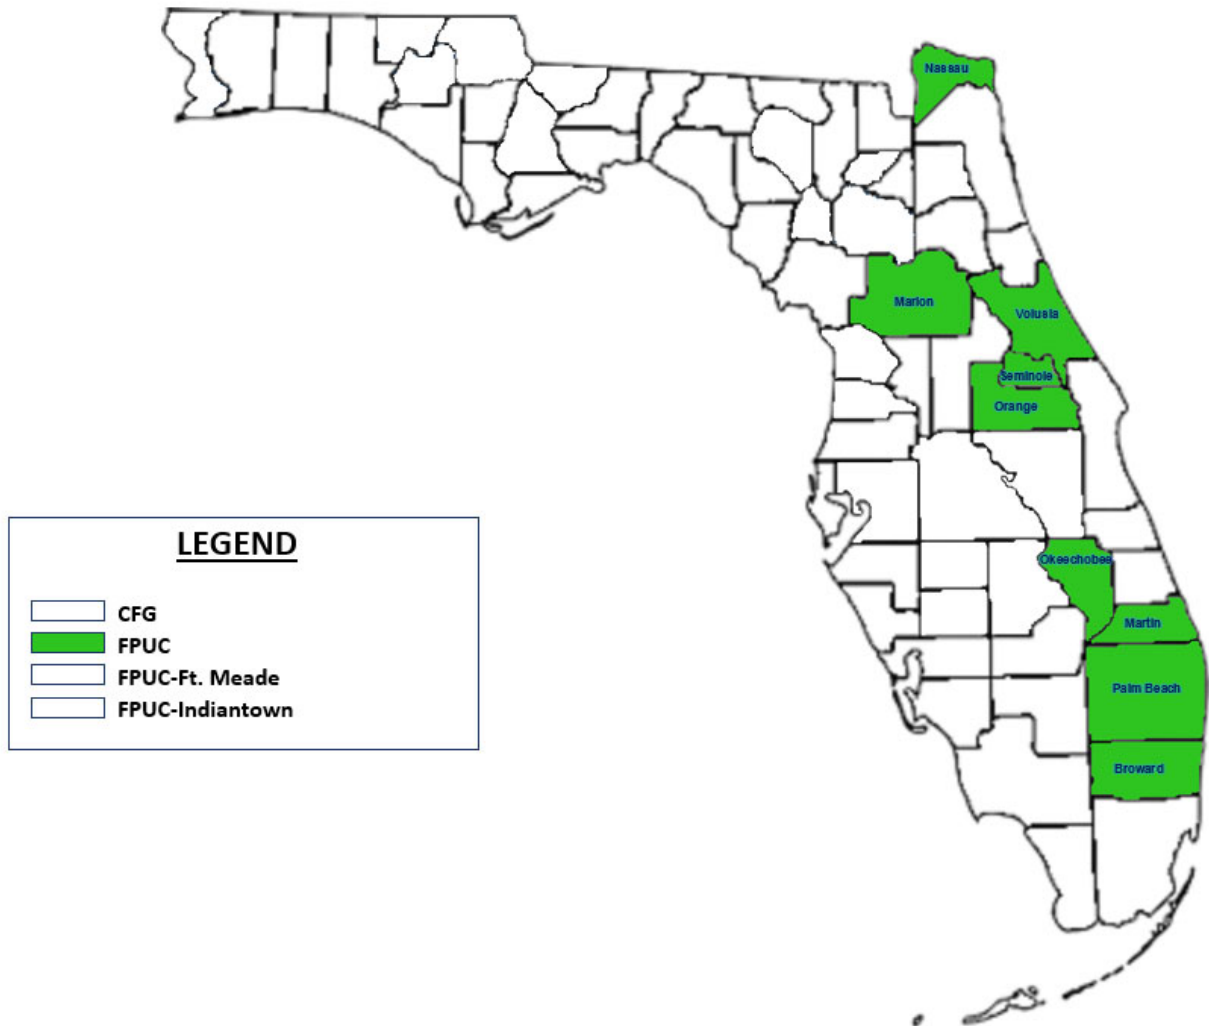 Nassau
Marion
Volusia
Seminole
Orange
Okeechobee
Martin
Palm Beach
Broward
LEGEND
CFG
FPUC
FPUC-Ft. Meade
FPUC-Indiantown